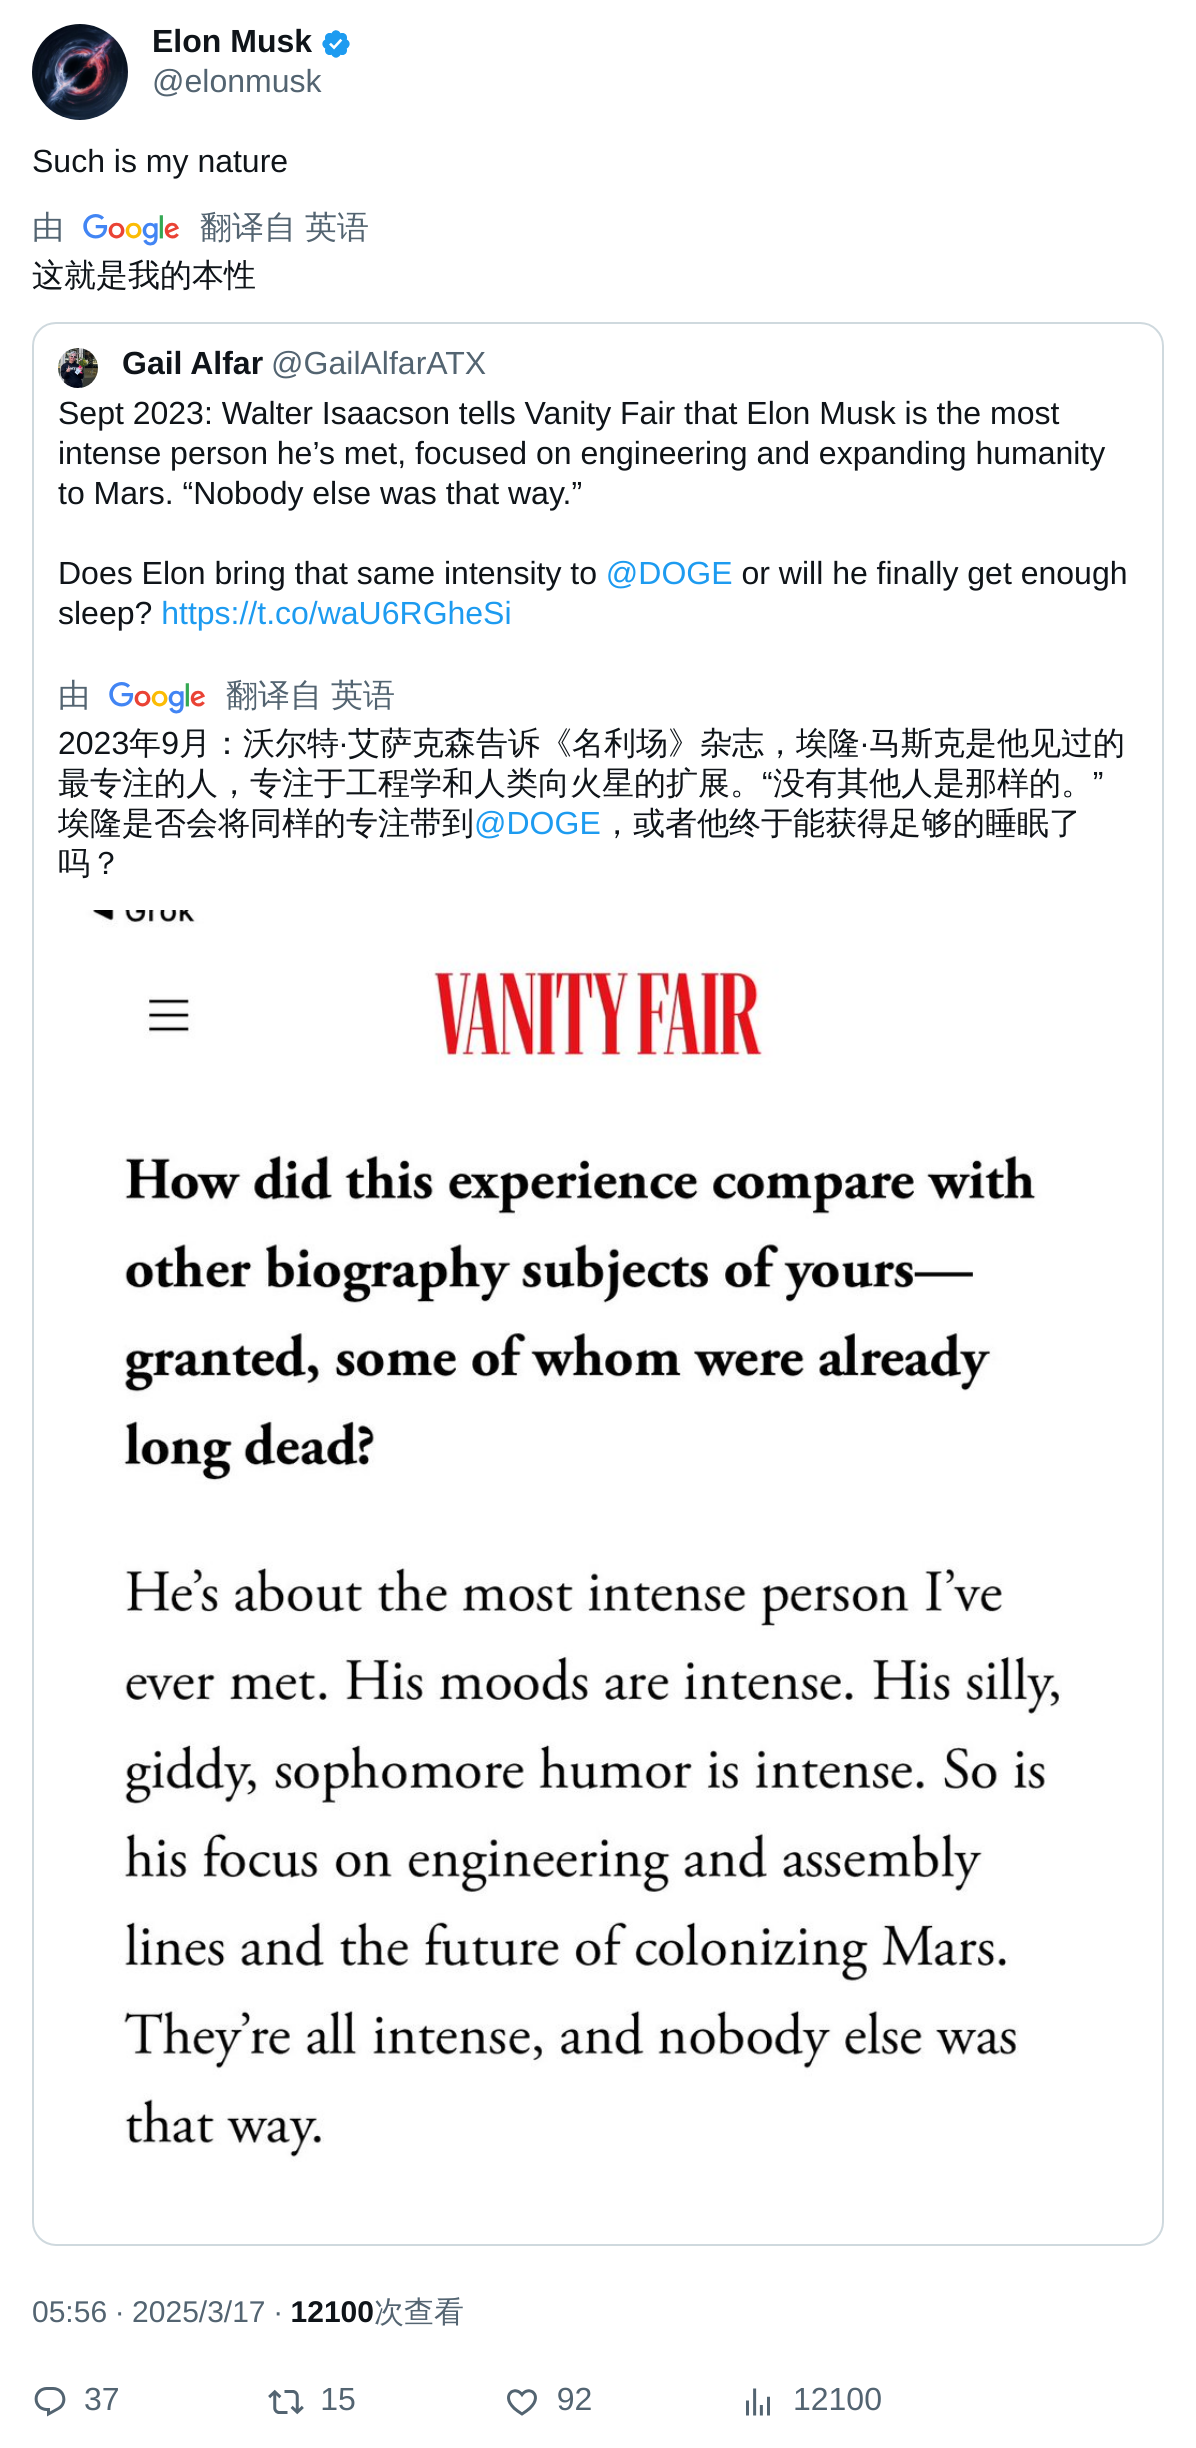 Elon Musk
@elonmusk
Such is my nature
由 Google 翻译自 英语
这就是我的本性
Gail Alfar @GailAlfarATX
Sept 2023: Walter Isaacson tells Vanity Fair that Elon Musk is the most
intense person he’s met, focused on engineering and expanding humanity
to Mars. “Nobody else was that way.”
Does Elon bring that same intensity to @DOGE or will he finally get enough
sleep? https://t.co/waU6RGheSi
由 Google 翻译自 英语
2023年9月：沃尔特·艾萨克森告诉《名利场》杂志，埃隆·马斯克是他见过的
最专注的人，专注于工程学和人类向火星的扩展。“没有其他人是那样的。”
埃隆是否会将同样的专注带到@DOGE，或者他终于能获得足够的睡眠了
吗？
Grok
VANITY FAIR
How did this experience compare with
other biography subjects of yours—
granted, some of whom were already
long dead?
He’s about the most intense person I’ve
ever met. His moods are intense. His silly,
giddy, sophomore humor is intense. So is
his focus on engineering and assembly
lines and the future of colonizing Mars.
They’re all intense, and nobody else was
that way.
05:56 · 2025/3/17 · 12100次查看
37 15 92 12100